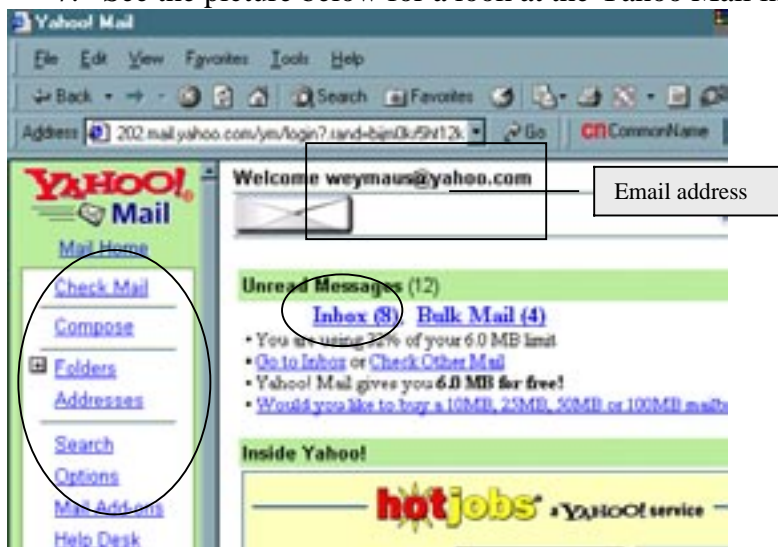 See the picture below for a look at the Yahoo Mail
Yahoo! Mail
File Edit View Favorites Tools Help
Back Search Favorites
Address 202.mail.yahoo.com/ym/login?.rand= Go CommonName
YAHOO! Mail
Mail Home
Check Mail
Compose
Folders
Addresses
Search
Options
Mail Add-ons
Help Desk
Welcome weymaus@yahoo.com
Email address
Unread Messages (12)
Inbox (8), Bulk Mail (4)
• You are using 32% of your 6.0 MB limit
• Go to Inbox or Check Other Mail
• Yahoo! Mail gives you 6.0 MB for free!
• Would you like to buy a 10MB, 25MB, 50MB or 100MB
Inside Yahoo!
hotjobs a YAHOO! service